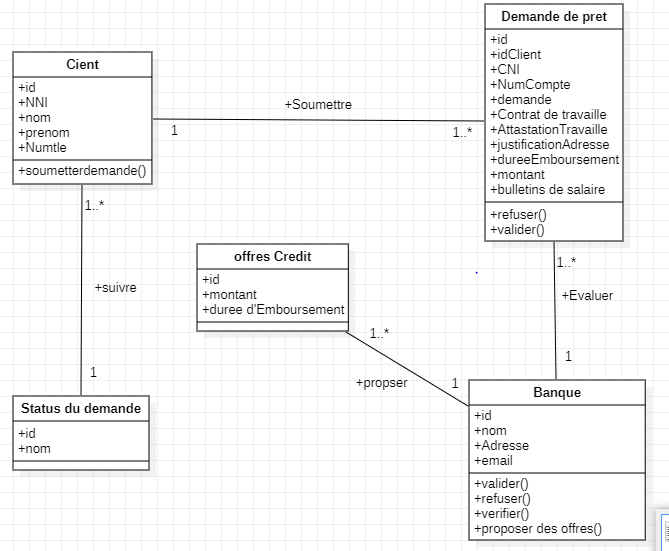 Demande de pret
+id
+idClient
+CNI
+NumCompte
+demande
+Contrat de travaille
+AttastationTravaille
+justificationAdresse
+dureeEmboursement
+montant
+bulletins de salaire
+refuser()
+valider()
Cient
+id
+NNI
+nom
+prenom
+Numtle
+soumetterdemande()
+Soumettre
1
1..*
1..*
+suivre
1
offres Credit
+id
+montant
+duree d'Emboursement
1..*
+Evaluer
1
1..*
+propser
1
Status du demande
+id
+nom
Banque
+id
+nom
+Adresse
+email
+valider()
+refuser()
+verifier()
+proposer des offres()